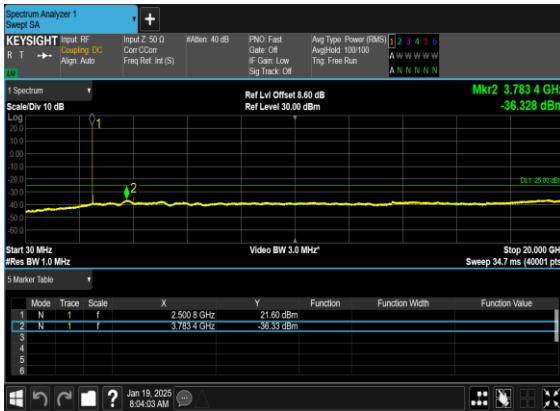 Spectrum Analyzer 1
Swept SA
+
KEYSIGHT
R T
Input: RF
Coupling: DC
Align: Auto
Input Z: 50 Ω
Corr CCorr
Freq Ref: Int (S)
#Atten: 40 dB
PNO: Fast
Gate: Off
IF Gain: Low
Sig Track: Off
Avg Type: Power (RMS)
Avg|Hold: 100/100
Trig: Free Run
1 2 3 4 5 6
A W W W W W
A N N N N N
1 Spectrum
Scale/Div 10 dB
Ref Lvl Offset 8.60 dB
Ref Level 30.00 dBm
Mkr2 3.783 4 GHz
-36.328 dBm
Log
20.0
10.0
0.00
-10.0
-20.0
-30.0
-40.0
-50.0
-60.0
1
2
DL1 -25.00 dBm
Start 30 MHz
#Res BW 1.0 MHz
Video BW 3.0 MHz*
Stop 20.000 GHz
Sweep 34.7 ms (40001 pts)
5 Marker Table
Mode Trace Scale X Y Function Function Width Function Value
1 N 1 f 2.500 8 GHz 21.60 dBm
2 N 1 f 3.783 4 GHz -36.33 dBm
3
4
5
6
?
Jan 19, 2025
8:04:03 AM